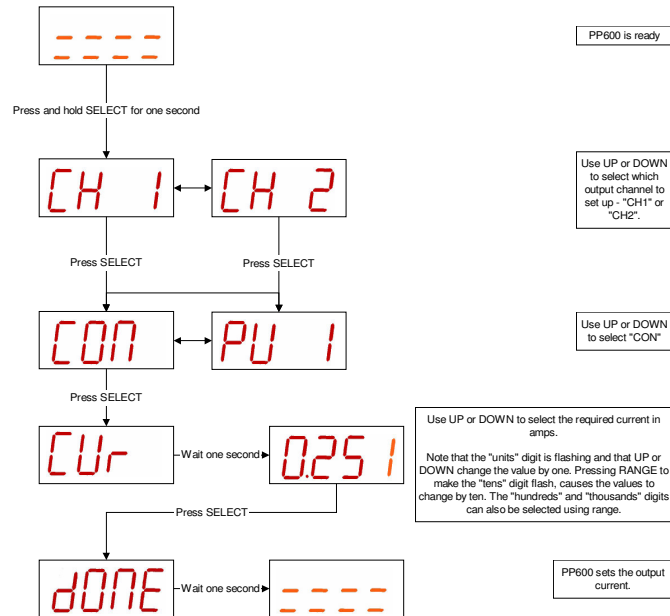 PP600 is ready
Press and hold SELECT for one second
CH 1
CH 2
Use UP or DOWN
to select which
output channel to
set up - "CH1" or
"CH2".
Press SELECT
Press SELECT
CON
PU 1
Use UP or DOWN
to select "CON"
Press SELECT
CUr
Wait one second
0.251
Use UP or DOWN to select the required current in
amps.
Note that the "units" digit is flashing and that UP or
DOWN change the value by one. Pressing RANGE to
make the "tens" digit flash, causes the values to
change by ten. The "hundreds" and "thousands" digits
can also be selected using range.
Press SELECT
dONE
Wait one second
PP600 sets the output
current.